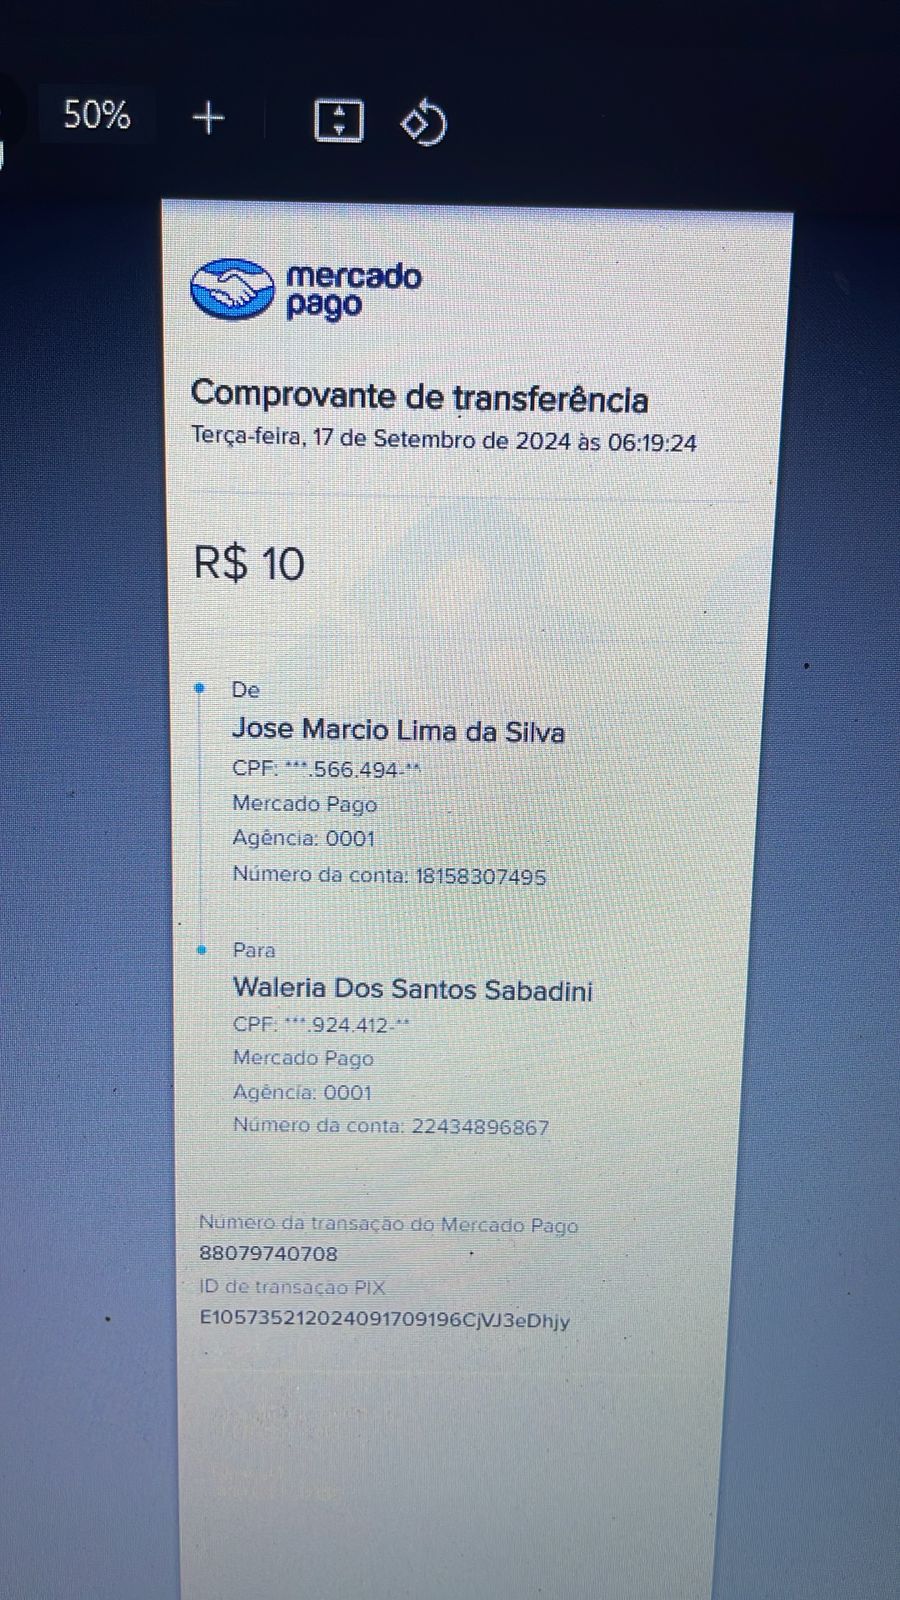 50%
mercado
pago
Comprovante de transferência
Terça-feira, 17 de Setembro de 2024 às 06:19:24
R$ 10
De
Jose Marcio Lima da Silva
CPF: ***.566.494-**
Mercado Pago
Agência: 0001
Número da conta: 18158307495
Para
Waleria Dos Santos Sabadini
CPF: ***.924.412-**
Mercado Pago
Agência: 0001
Número da conta: 22434896867
Número da transação do Mercado Pago
88079740708
ID de transação PIX
E10573521202409170919 6CjVJ3eDhjy